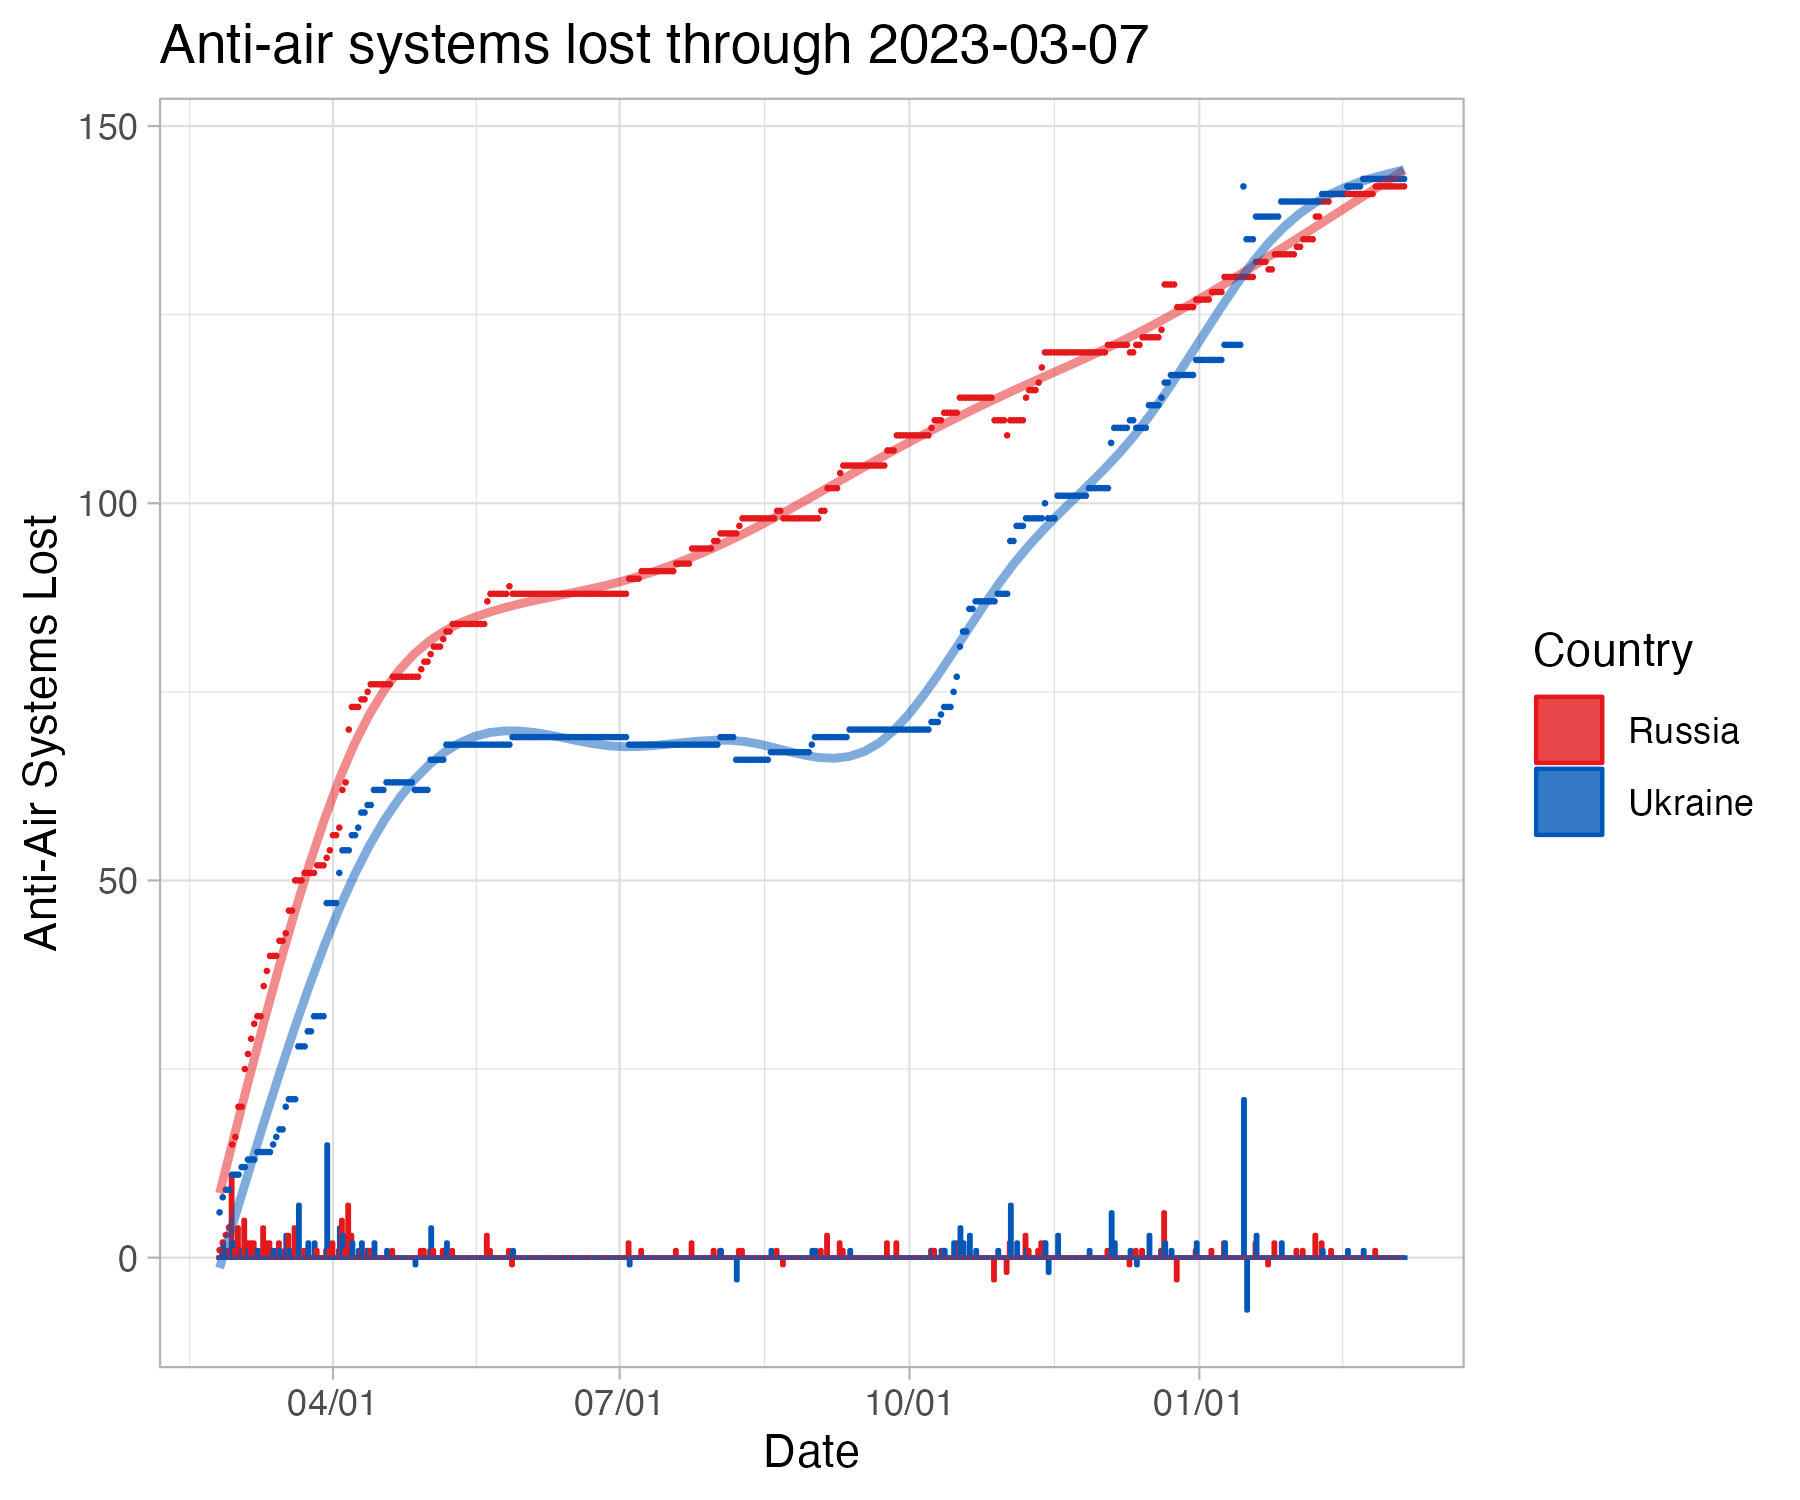 Anti-air systems lost through 2023-03-07
Anti-Air Systems Lost
150
100
50
0
04/01
07/01
10/01
01/01
Date
Country
Russia
Ukraine